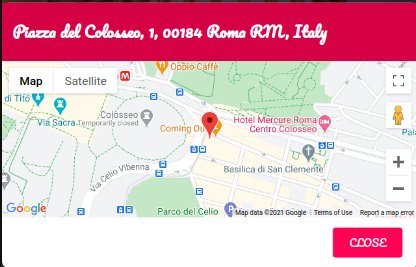 Piazza del Colosseo, 1, 00184 Roma RM, Italy
Oppio Caffè
Map
Satellite
M
di Tito
Via Sacra
Colosseo
Temporarily closed
Coming Ou
Hotel Mercure Roma
Centro Colosseo
Via Celio Vibenna
Basilica di San Clemente
Parco del Celio
Google
Map data ©2021 Google
Terms of Use
Report a map error
CLOSE